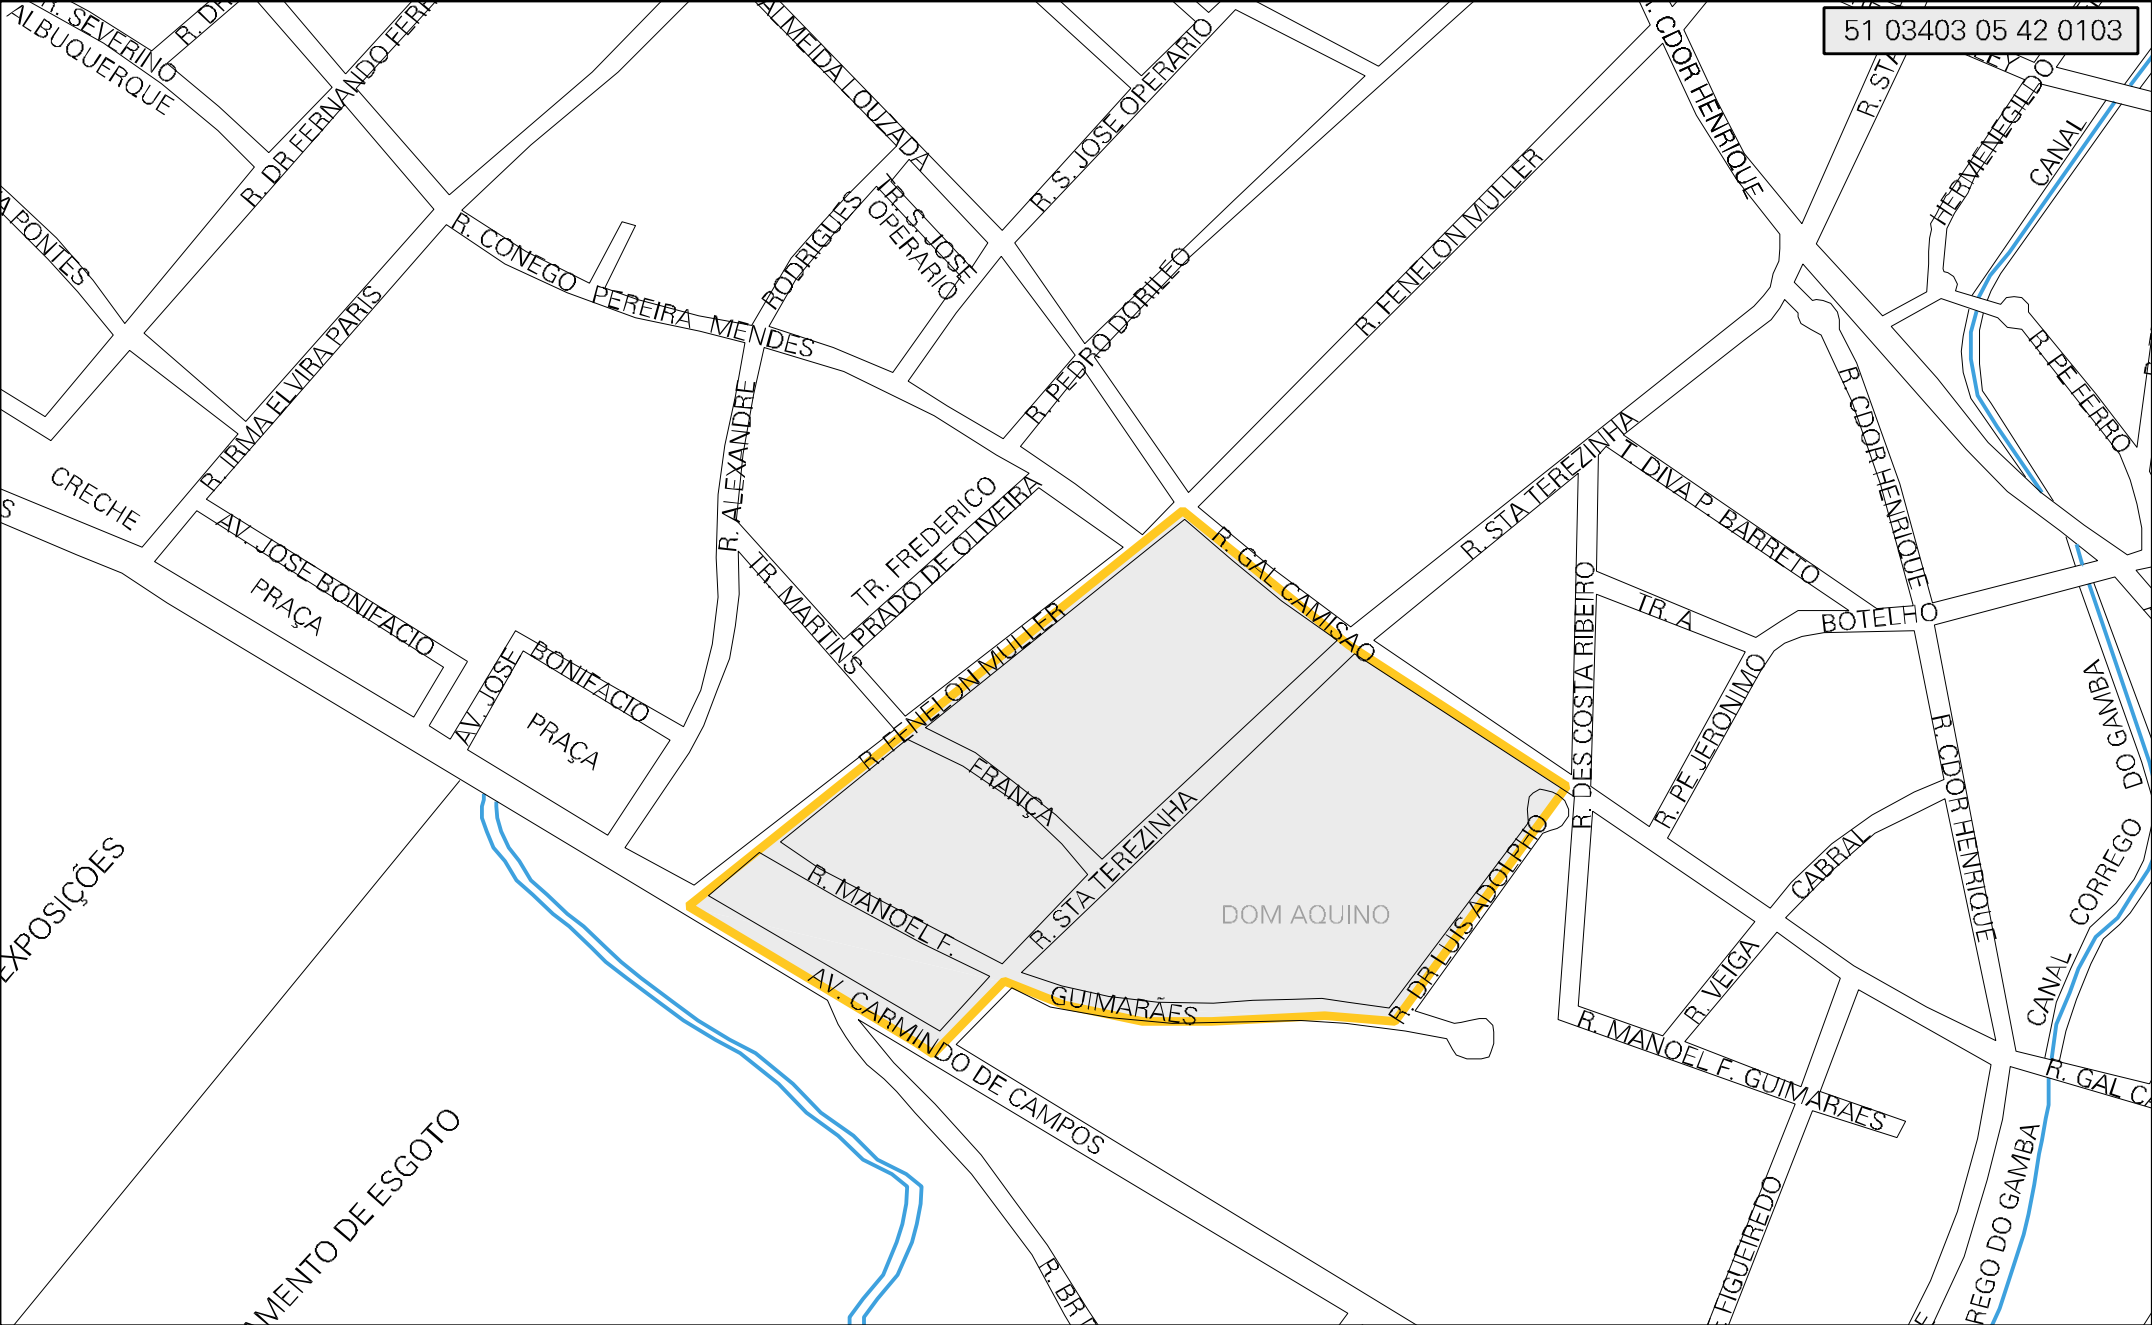 51 03403 05 42 0103
R. SEVERINO
ALBUQUERQUE
R. DR FERNANDO
ALMEIDA LOUZADA
R. S. JOSE OPERARIO
CDOR HENRIQUE
R. STA
HERMENEGILDO
CANAL
PONTES
R. CONEGO PEREIRA MENDES
RODRIGUES
TR. S. JOSE
OPERARIO
R. PEDRO DORILEO
R. FENELON MULLER
R. PE FERRO
R. IRMA ELVIRA PARIS
R. ALEXANDRE
R. CDOR HENRIQUE
CRECHE
AV. JOSE BONIFACIO
PRAÇA
TR. FREDERICO
PRADO DE OLIVEIRA
TR. MARTINS
R. GAL CAMISAO
R. STA TEREZINHA
T. DIVA P. BARRETO
TR. A
BOTELHO
R. DES COSTA RIBEIRO
R. PE JERONIMO
AV. JOSE
BONIFACIO
PRAÇA
R. FENELON MULLER
FRANÇA
R. STA TEREZINHA
R. MANOEL F.
GUIMARÃES
DOM AQUINO
R. DR LUIS ADOLPHO
R. CDOR HENRIQUE
CABRAL
R. VEIGA
DO GAMBA
CORREGO
CANAL
EXPOSIÇÕES
AV. CARMINDO DE CAMPOS
R. MANOEL F. GUIMARAES
R. GAL
AMENTO DE ESGOTO
R. BR
FIGUEIREDO
REGO DO GAMBA